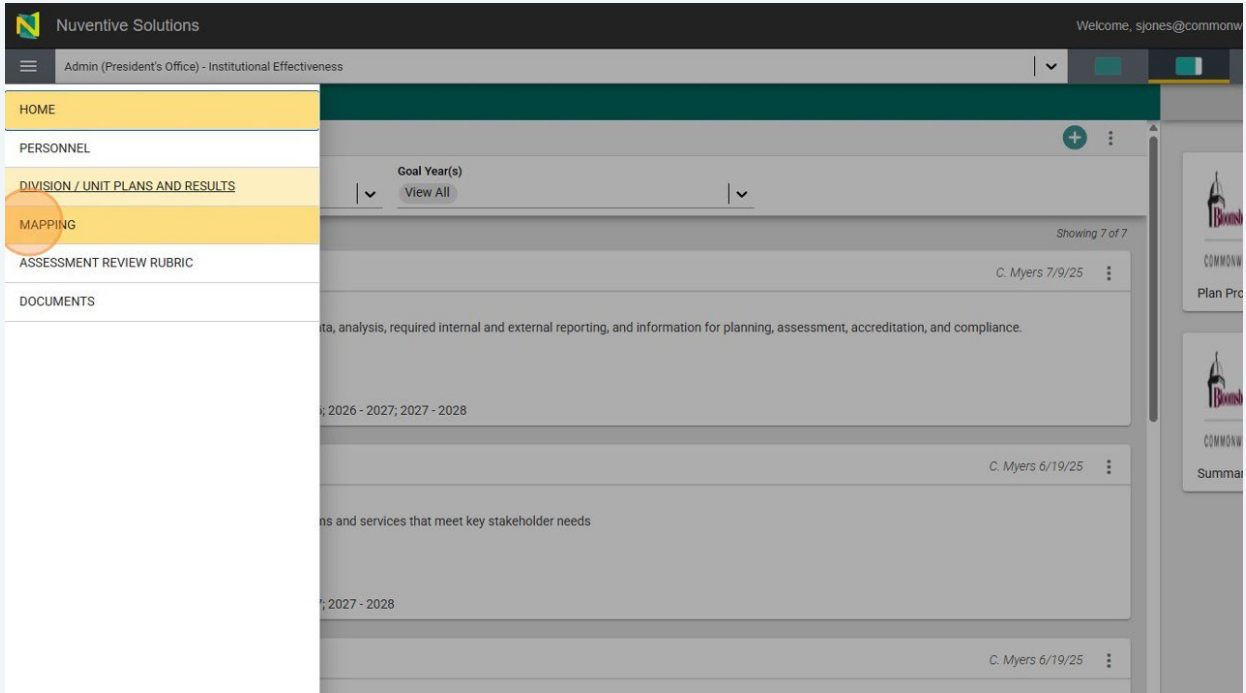 Nuventive Solutions
Welcome, sjones@commonw
Admin (President's Office) - Institutional Effectiveness
HOME
PERSONNEL
DIVISION / UNIT PLANS AND RESULTS
MAPPING
ASSESSMENT REVIEW RUBRIC
DOCUMENTS
Goal Year(s)
View All
Showing 7 of 7
C. Myers 7/9/25
ta, analysis, required internal and external reporting, and information for planning, assessment, accreditation, and compliance.
; 2026 - 2027; 2027 - 2028
C. Myers 6/19/25
ns and services that meet key stakeholder needs
; 2027 - 2028
C. Myers 6/19/25
Bloomsb
COMMONW
Plan Pro
Bloomsb
COMMONW
Summar